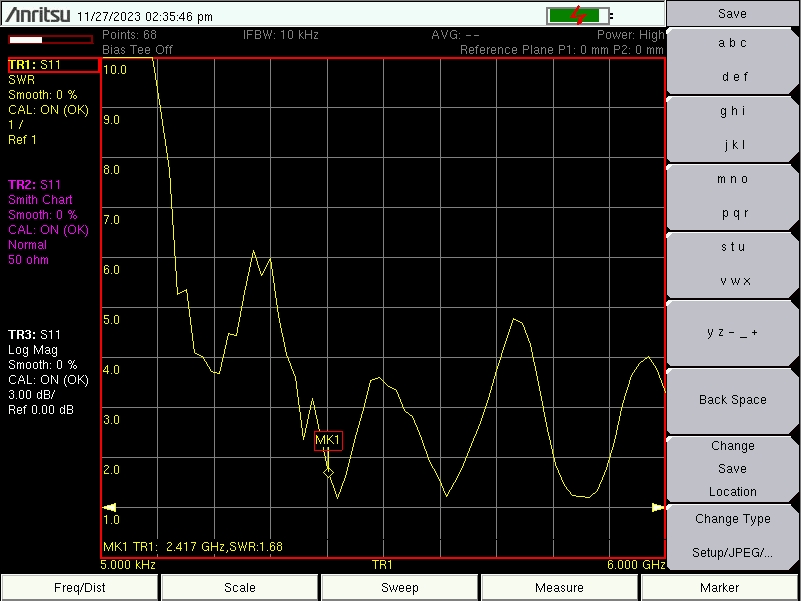 Anritsu 11/27/2023 02:35:46 pm
Save
Points: 68 IFBW: 10 kHz AVG: -- Power: High
Bias Tee Off Reference Plane P1: 0 mm P2: 0 mm
TR1: S11
SWR
Smooth: 0 %
CAL: ON (OK)
1 /
Ref 1
TR2: S11
Smith Chart
Smooth: 0 %
CAL: ON (OK)
Normal
50 ohm
TR3: S11
Log Mag
Smooth: 0 %
CAL: ON (OK)
3.00 dB/
Ref 0.00 dB
10.0
9.0
8.0
7.0
6.0
5.0
4.0
3.0
MK1
2.0
1.0
MK1 TR1: 2.417 GHz,SWR:1.68
5.000 kHz TR1 6.000 GHz
a b c
d e f
g h i
j k l
m n o
p q r
s t u
v w x
y z - _ +
Back Space
Change
Save
Location
Change Type
Setup/JPEG/...
Freq/Dist Scale Sweep Measure Marker